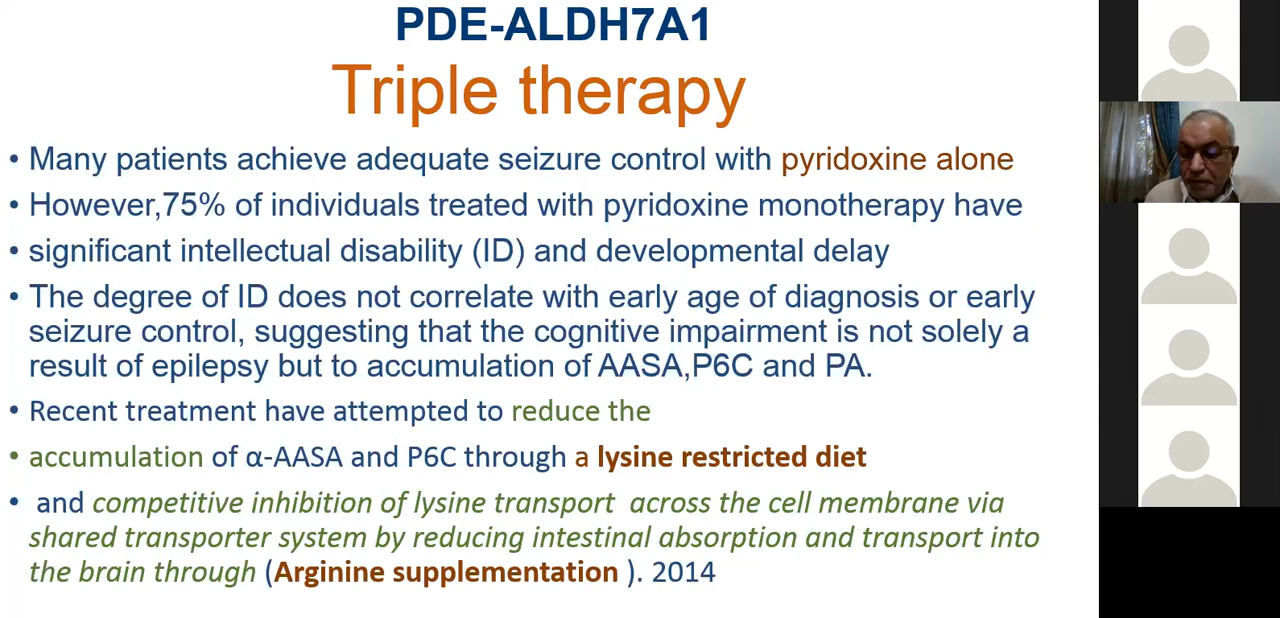 PDE-ALDH7A1
Triple therapy
• Many patients achieve adequate seizure control with pyridoxine alone
• However,75% of individuals treated with pyridoxine monotherapy have
• significant intellectual disability (ID) and developmental delay
• The degree of ID does not correlate with early age of diagnosis or early
seizure control, suggesting that the cognitive impairment is not solely a
result of epilepsy but to accumulation of AASA,P6C and PA.
• Recent treatment have attempted to reduce the
• accumulation of α-AASA and P6C through a lysine restricted diet
• and competitive inhibition of lysine transport across the cell membrane via
shared transporter system by reducing intestinal absorption and transport into
the brain through (Arginine supplementation ). 2014